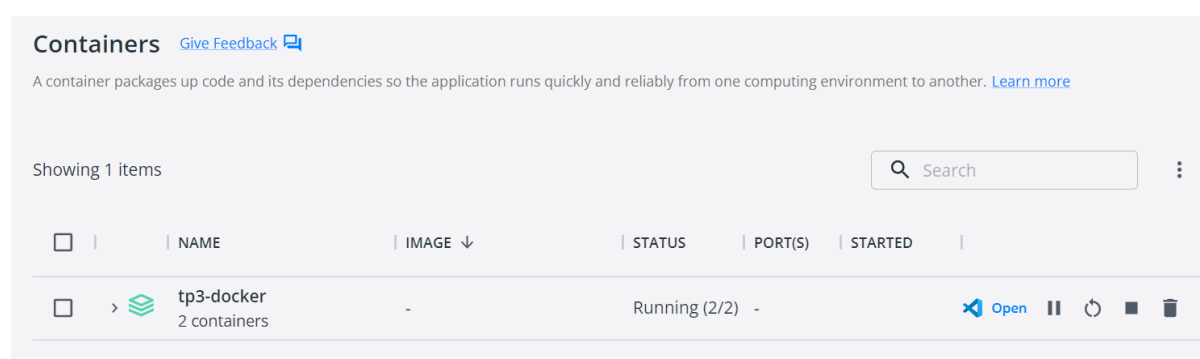 Containers Give Feedback
A container packages up code and its dependencies so the application runs quickly and reliably from one computing environment to another. Learn more
Showing 1 items
Search
NAME IMAGE STATUS PORT(S) STARTED
tp3-docker
2 containers
- Running (2/2) - Open